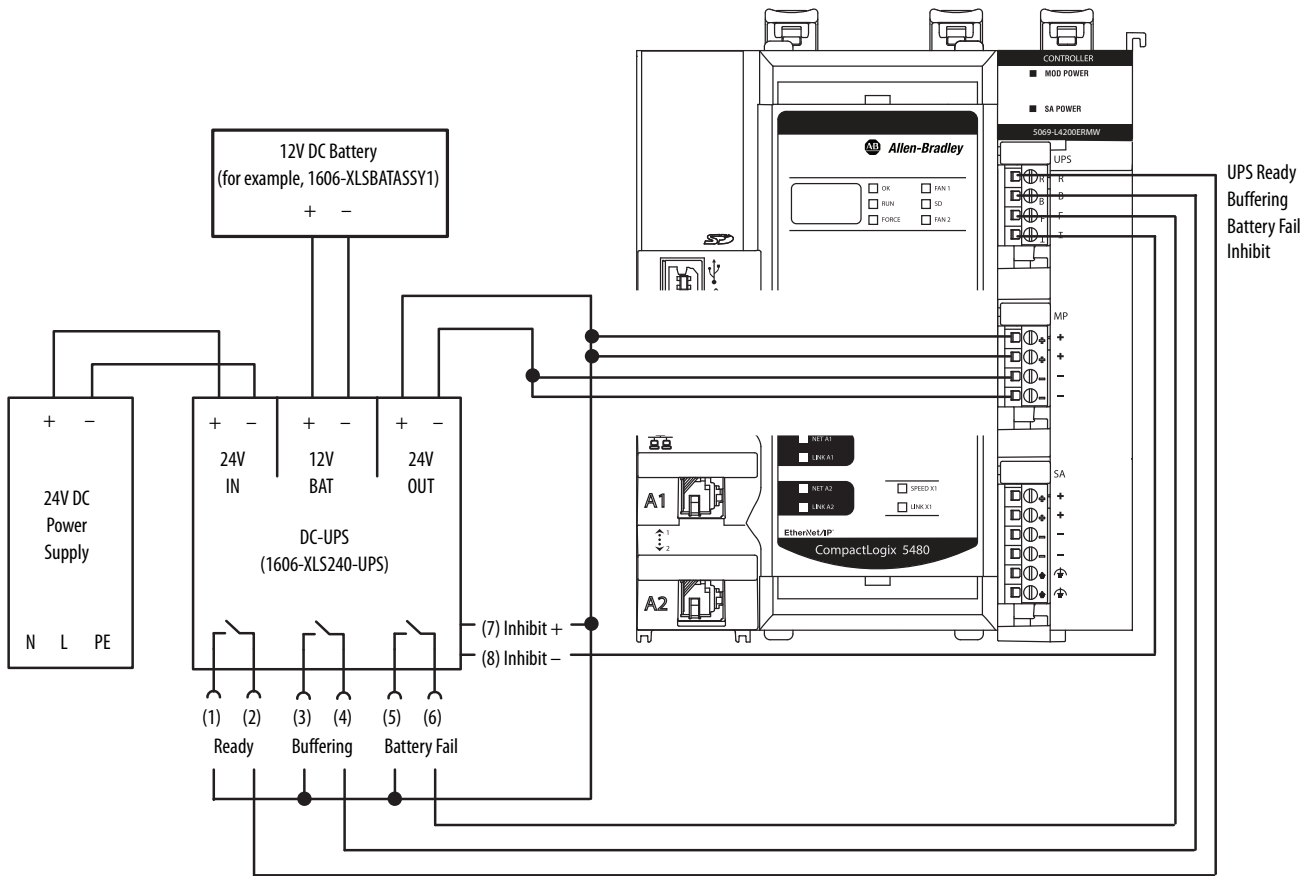 CONTROLLER
MOD POWER
SA POWER
5069-L4200ERMW
12V DC Battery
(for example, 1606-XLSBATASSY1)
+ –
AB Allen-Bradley
OK FAN 1
RUN SD
FORCE FAN 2
UPS
R R
B B
F F
I I
UPS Ready
Buffering
Battery Fail
Inhibit
MP
+ +
+ +
– –
– –
24V DC
Power
Supply
+ –
N L PE
+ – + – + –
24V IN
12V BAT
24V OUT
DC-UPS
(1606-XLS240-UPS)
(7) Inhibit +
(8) Inhibit –
(1) (2) (3) (4) (5) (6)
Ready Buffering Battery Fail
NET A1
LINK A1
NET A2
LINK A2
SPEED X1
LINK X1
A1
1
2
A2
EtherNet/IP
CompactLogix 5480
SA
+ +
+ +
– –
– –